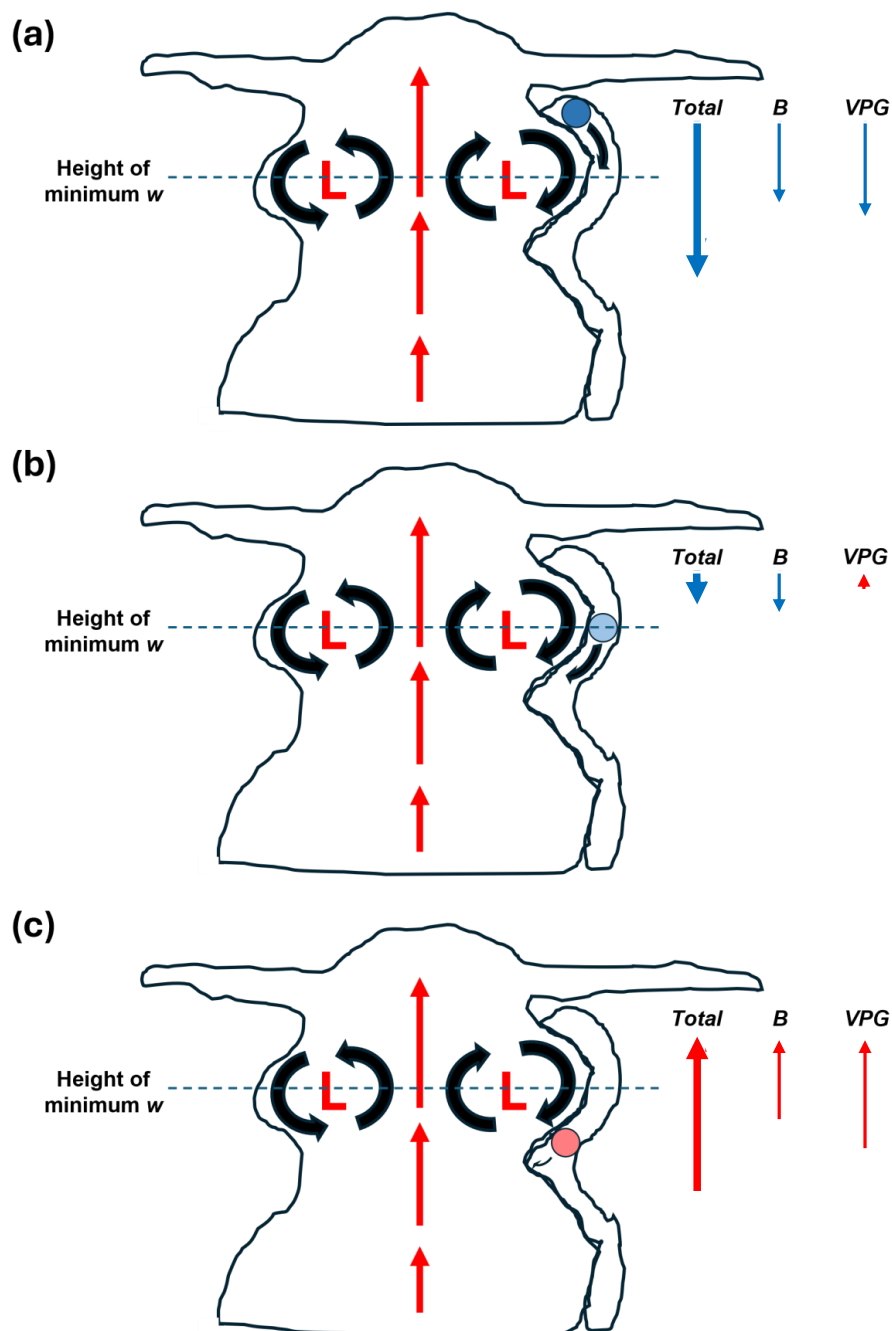 (a)
Total B VPG
Height of
minimum w
L L
(b)
Total B VPG
Height of
minimum w
L L
(c)
Total B VPG
Height of
minimum w
L L